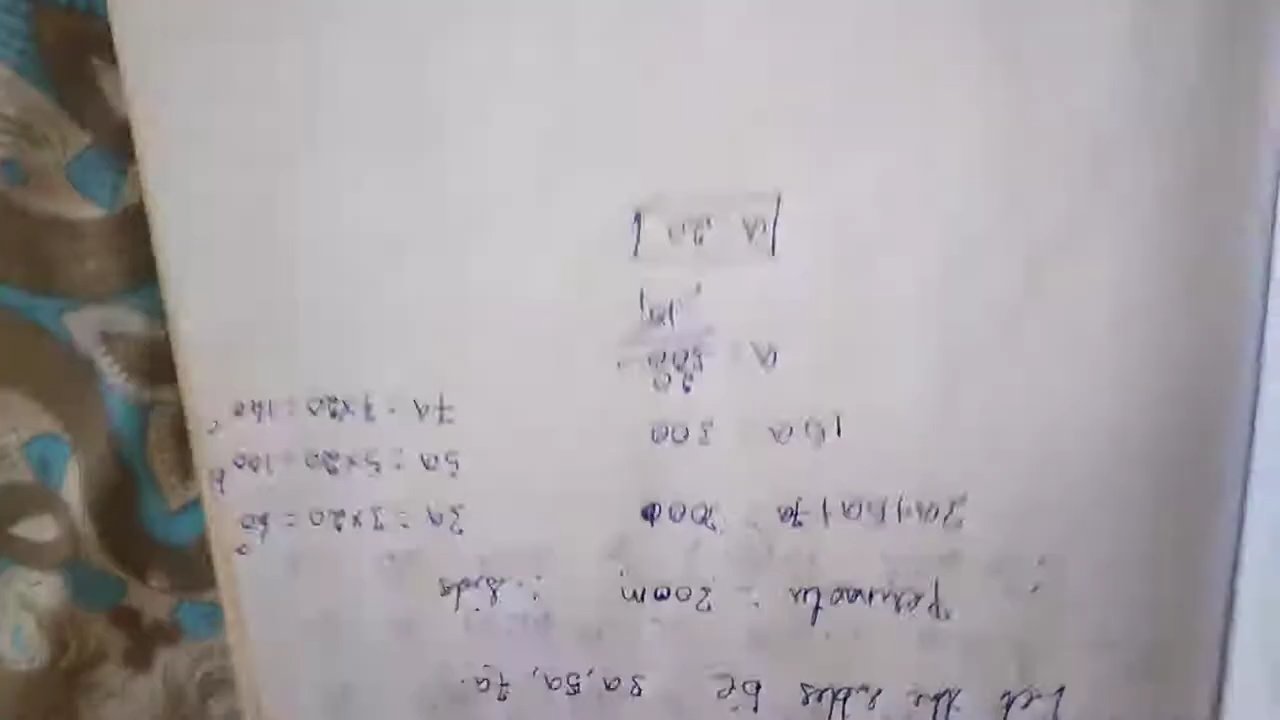 Let the sides be 3a, 5a, 7a.
Perimeter = 300m
3a+5a+7a = 300
15a = 300
a = 300
20
15
a = 20
∴ sides
3a = 3×20 = 60 a
5a = 5×20 = 100 b
7a = 7×20 = 140 c